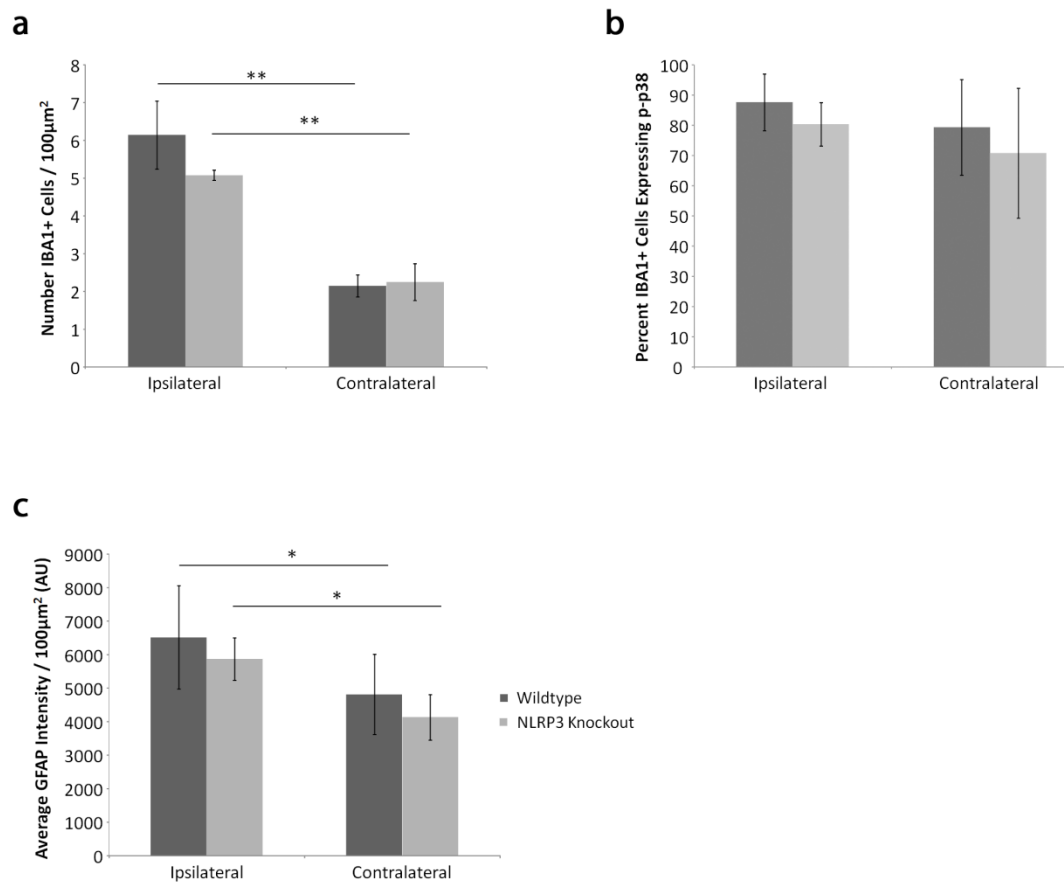 a
Number IBA1+ Cells / 100µm²
8
7
6
5
4
3
2
1
0
**
**
Ipsilateral
Contralateral
b
Percent IBA1+ Cells Expressing p-p38
100
90
80
70
60
50
40
30
20
10
0
Ipsilateral
Contralateral
c
Average GFAP Intensity / 100µm² (AU)
9000
8000
7000
6000
5000
4000
3000
2000
1000
0
*
*
Ipsilateral
Contralateral
Wildtype
NLRP3 Knockout